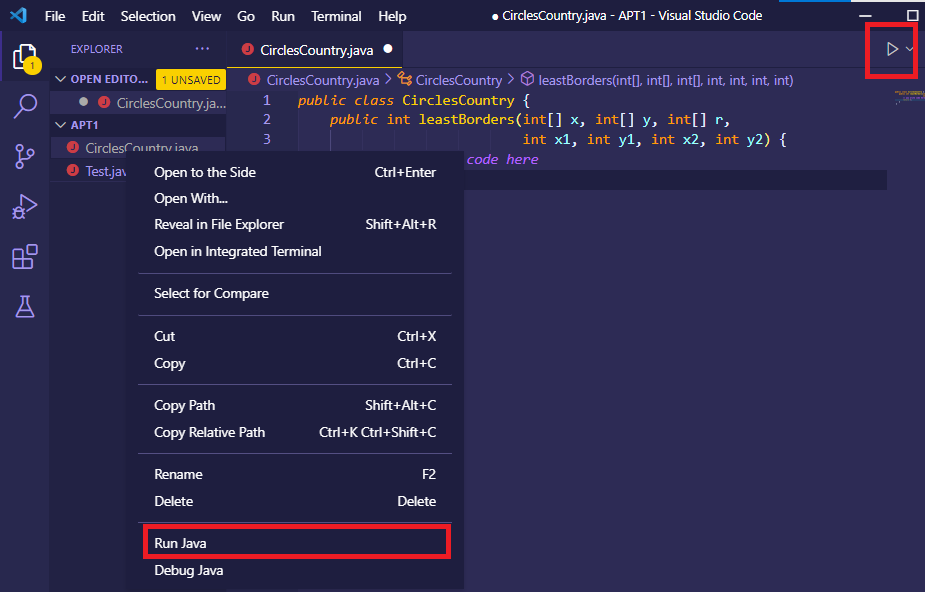 File Edit Selection View Go Run Terminal Help ● CirclesCountry.java - APT1 - Visual Studio Code
EXPLORER ··· J CirclesCountry.java ●
1
OPEN EDITO... 1 UNSAVED J CirclesCountry.java > CirclesCountry > leastBorders(int[], int[], int[], int, int, int, int)
● J CirclesCountry.ja... 1 public class CirclesCountry {
APT1 2 public int leastBorders(int[] x, int[] y, int[] r,
J CirclesCountry.java 3 int x1, int y1, int x2, int y2) {
code here
J Test.jav
Open to the Side Ctrl+Enter
Open With...
Reveal in File Explorer Shift+Alt+R
Open in Integrated Terminal
Select for Compare
Cut Ctrl+X
Copy Ctrl+C
Copy Path Shift+Alt+C
Copy Relative Path Ctrl+K Ctrl+Shift+C
Rename F2
Delete Delete
Run Java
Debug Java